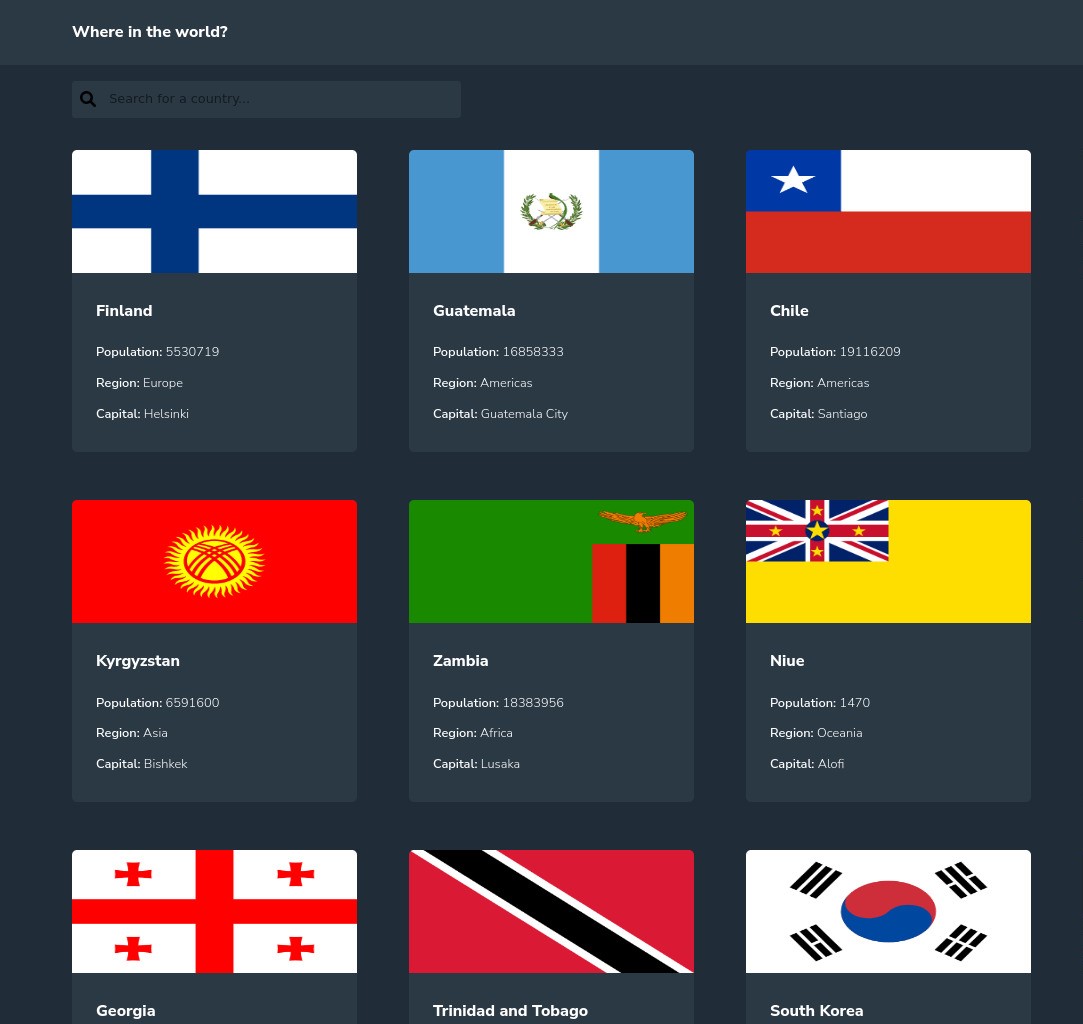 Where in the world?
Search for a country...
Finland
Population: 5530719
Region: Europe
Capital: Helsinki
Guatemala
Population: 16858333
Region: Americas
Capital: Guatemala City
Chile
Population: 19116209
Region: Americas
Capital: Santiago
Kyrgyzstan
Population: 6591600
Region: Asia
Capital: Bishkek
Zambia
Population: 18383956
Region: Africa
Capital: Lusaka
Niue
Population: 1470
Region: Oceania
Capital: Alofi
Georgia
Trinidad and Tobago
South Korea